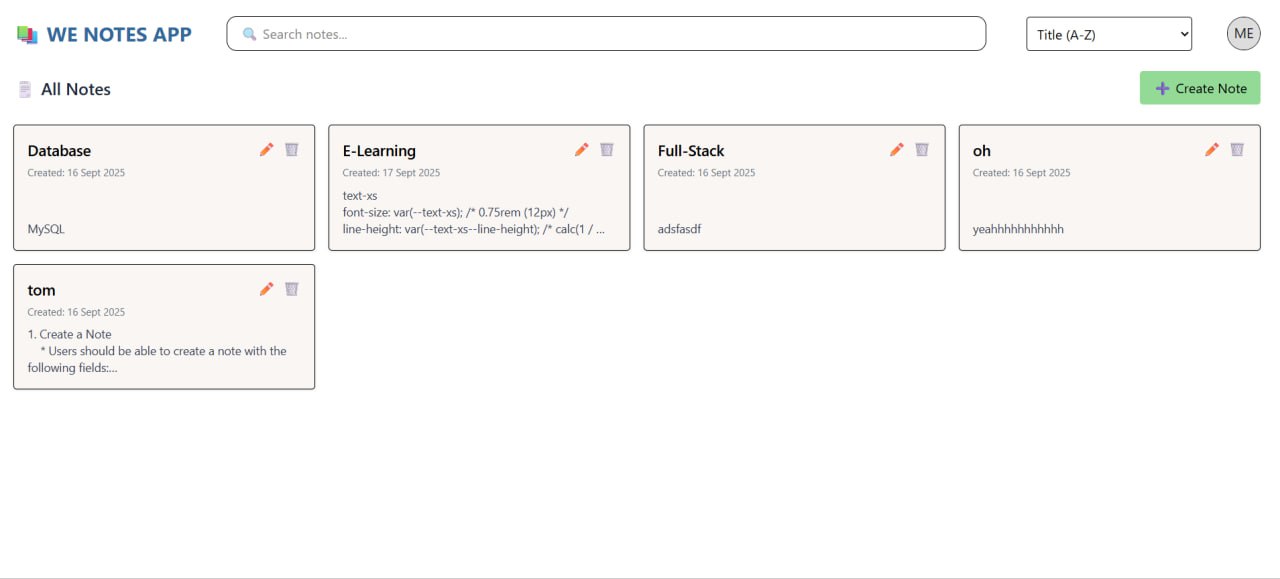 WE NOTES APP
Search notes...
Title (A-Z)
ME
All Notes
Create Note
Database
Created: 16 Sept 2025
MySQL
E-Learning
Created: 17 Sept 2025
text-xs
font-size: var(--text-xs); /* 0.75rem (12px) */
line-height: var(--text-xs--line-height); /* calc(1 / ...
Full-Stack
Created: 16 Sept 2025
adsfasdf
oh
Created: 16 Sept 2025
yeahhhhhhhhhhh
tom
Created: 16 Sept 2025
1. Create a Note
* Users should be able to create a note with the
following fields:...